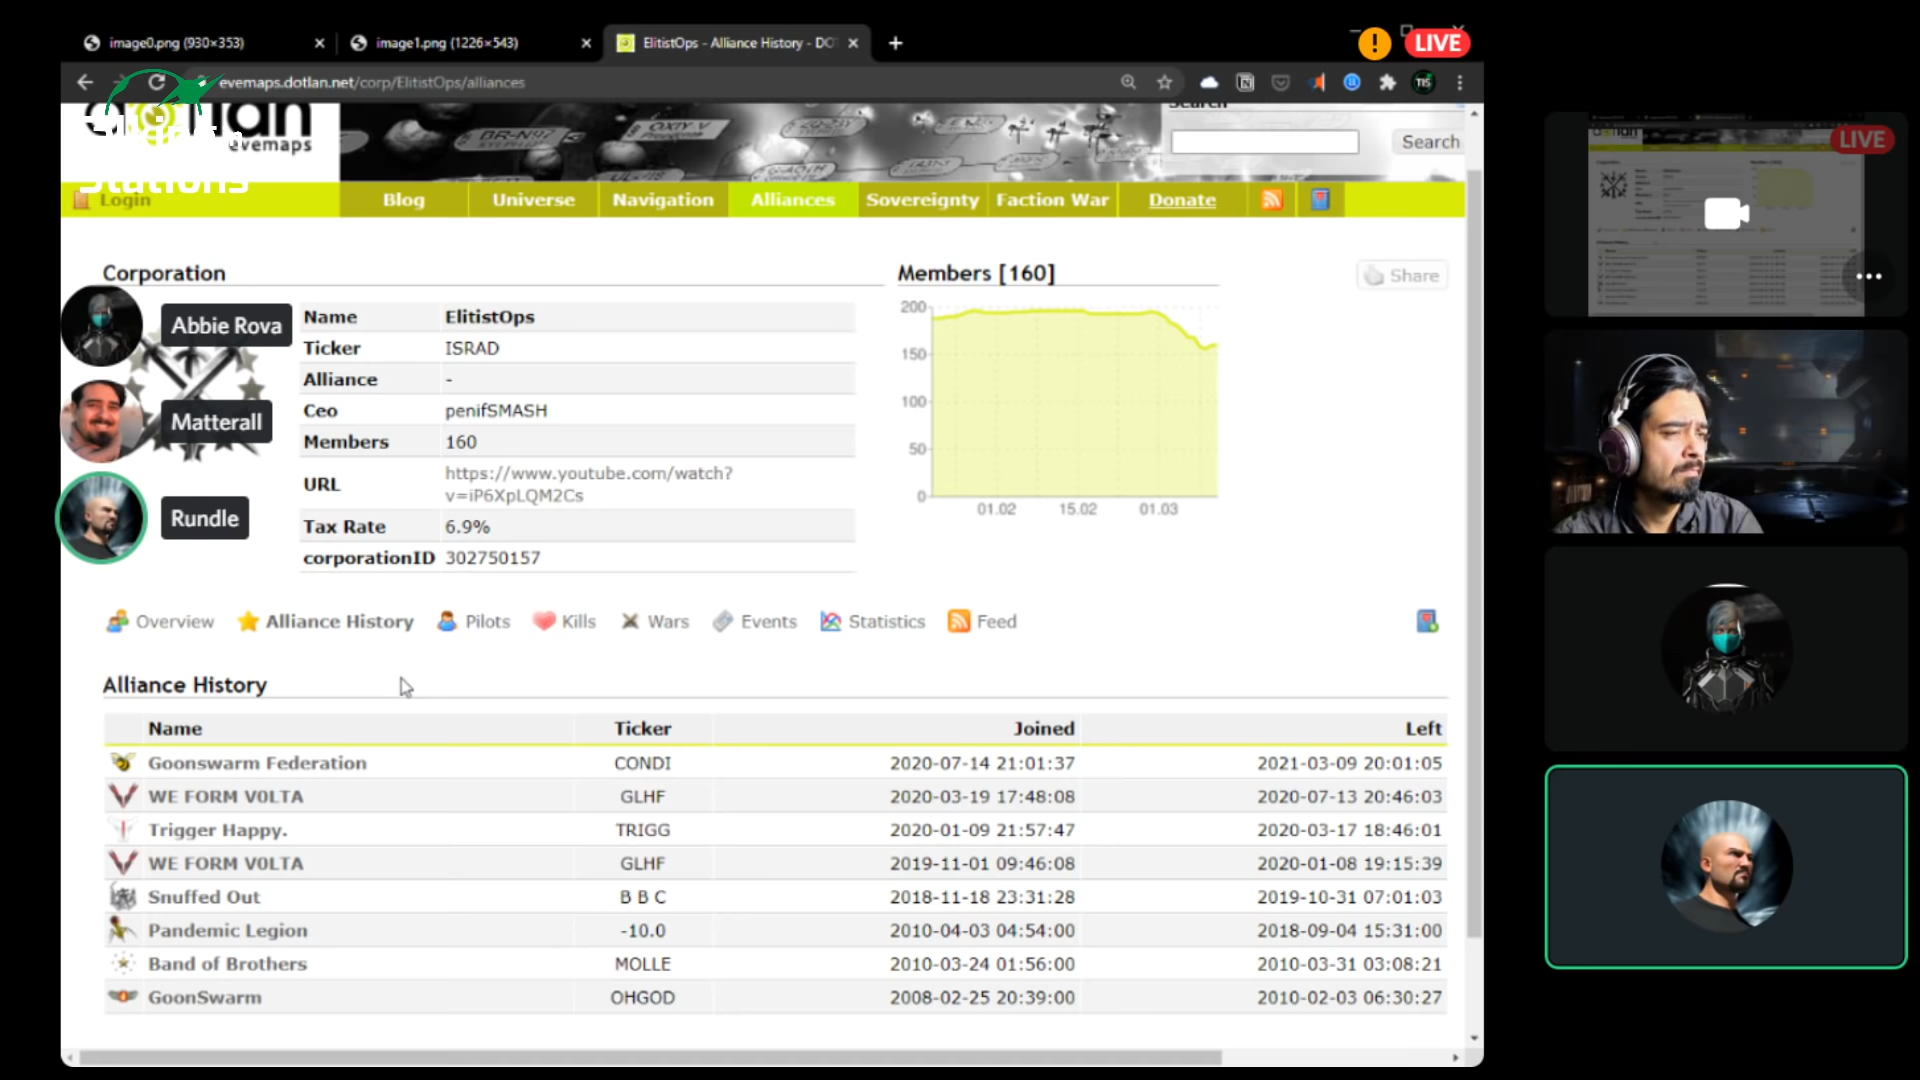 image0.png (930×353)
image1.png (1226×543)
ElitistOps - Alliance History - DO
LIVE
evemaps.dotlan.net/corp/ElitistOps/alliances
TIS
dotlan
evemaps
Stations
Search
Search
Login
Blog
Universe
Navigation
Alliances
Sovereignty
Faction War
Donate
Corporation
Members [160]
Share
Abbie Rova
Matterall
Rundle
Name ElitistOps
Ticker ISRAD
Alliance -
Ceo penifSMASH
Members 160
URL https://www.youtube.com/watch?
v=iP6XpLQM2Cs
Tax Rate 6.9%
corporationID 302750157
200
150
100
50
0
01.02 15.02 01.03
Overview Alliance History Pilots Kills Wars Events Statistics Feed
Alliance History
Name Ticker Joined Left
Goonswarm Federation CONDI 2020-07-14 21:01:37 2021-03-09 20:01:05
WE FORM V0LTA GLHF 2020-03-19 17:48:08 2020-07-13 20:46:03
Trigger Happy. TRIGG 2020-01-09 21:57:47 2020-03-17 18:46:01
WE FORM V0LTA GLHF 2019-11-01 09:46:08 2020-01-08 19:15:39
Snuffed Out B B C 2018-11-18 23:31:28 2019-10-31 07:01:03
Pandemic Legion -10.0 2010-04-03 04:54:00 2018-09-04 15:31:00
Band of Brothers MOLLE 2010-03-24 01:56:00 2010-03-31 03:08:21
GoonSwarm OHGOD 2008-02-25 20:39:00 2010-02-03 06:30:27
LIVE